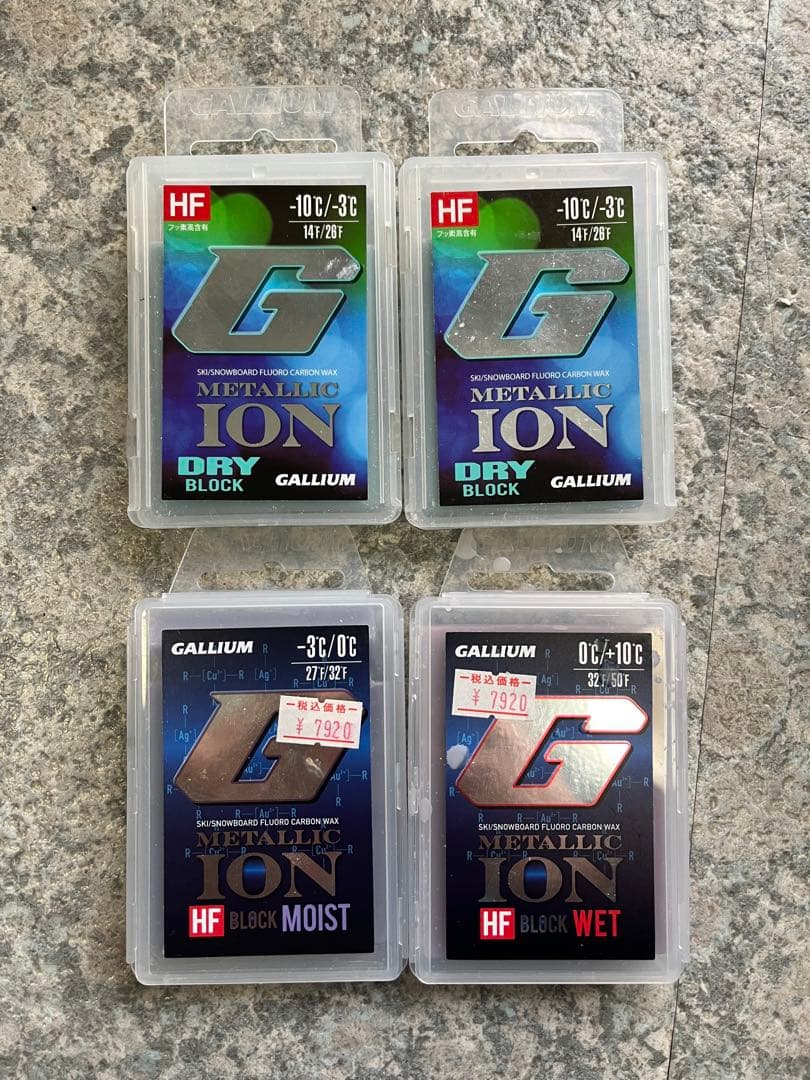 GALLIUM
HF
-10℃/-3℃
フッ素高含有
14°F/26°F
G
SKI/SNOWBOARD FLUORO CARBON WAX
METALLIC
ION
DRY
BLOCK
GALLIUM
GALLIUM
HF
-10℃/-3℃
フッ素高含有
14°F/26°F
G
SKI/SNOWBOARD FLUORO CARBON WAX
METALLIC
ION
DRY
BLOCK
GALLIUM
GALLIUM
-3℃/0℃
27°F/32°F
税込価格
¥ 7920
G
SKI/SNOWBOARD FLUORO CARBON WAX
METALLIC
ION
HF BLOCK MOIST
GALLIUM
0℃/+10℃
32°F/50°F
税込価格
¥ 7920
G
SKI/SNOWBOARD FLUORO CARBON WAX
METALLIC
ION
HF BLOCK WET